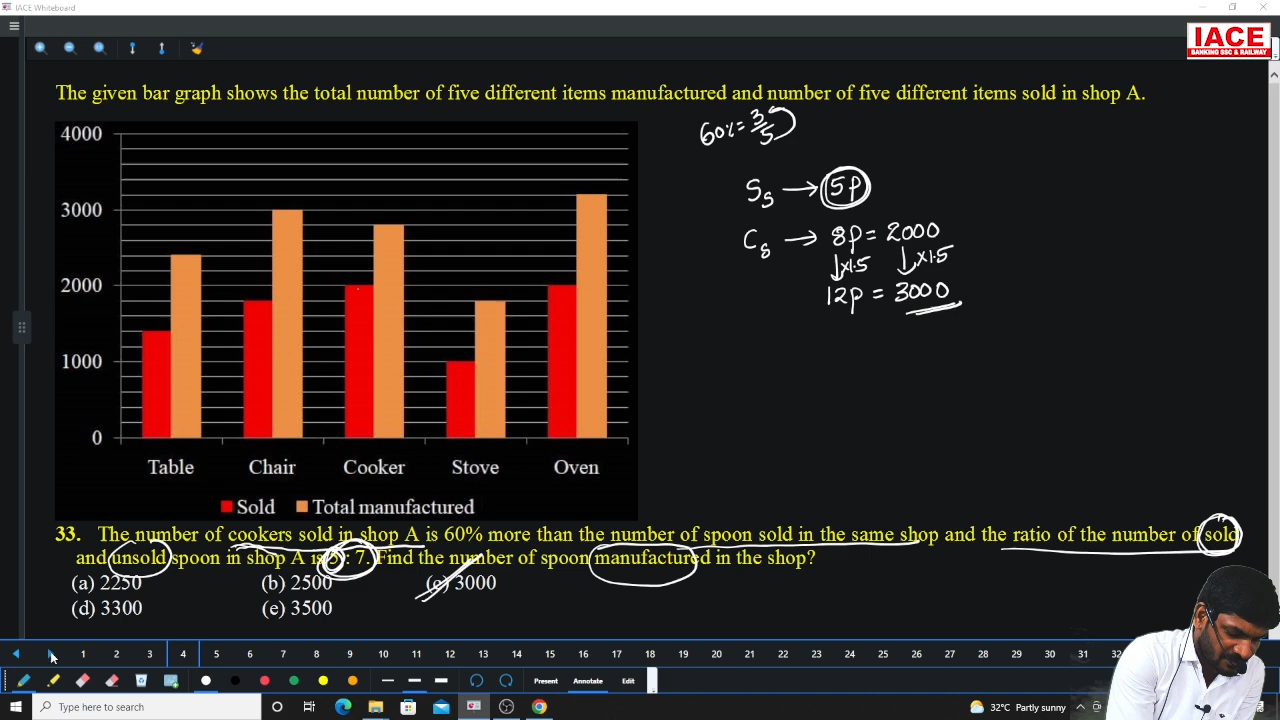 IACE Whiteboard
IACE
BANKING SSC & RAILWAY
The given bar graph shows the total number of five different items manufactured and number of five different items sold in shop A.
60% = 3/5
4000
3000
2000
1000
0
Table Chair Cooker Stove Oven
Sold Total manufactured
Ss → 5P
Cs → 8P = 2000
↓×1.5 ↓×1.5
12P = 3000
33. The number of cookers sold in shop A is 60% more than the number of spoon sold in the same shop and the ratio of the number of sold
and unsold spoon in shop A is 5: 7. Find the number of spoon manufactured in the shop?
(a) 2250 (b) 2500 (c) 3000
(d) 3300 (e) 3500
1 2 3 4 5 6 7 8 9 10 11 12 13 14 15 16 17 18 19 20 21 22 23 24 25 26 27 28 29 30 31 32
Present Annotate Edit
Type here to search
32°C Partly sunny